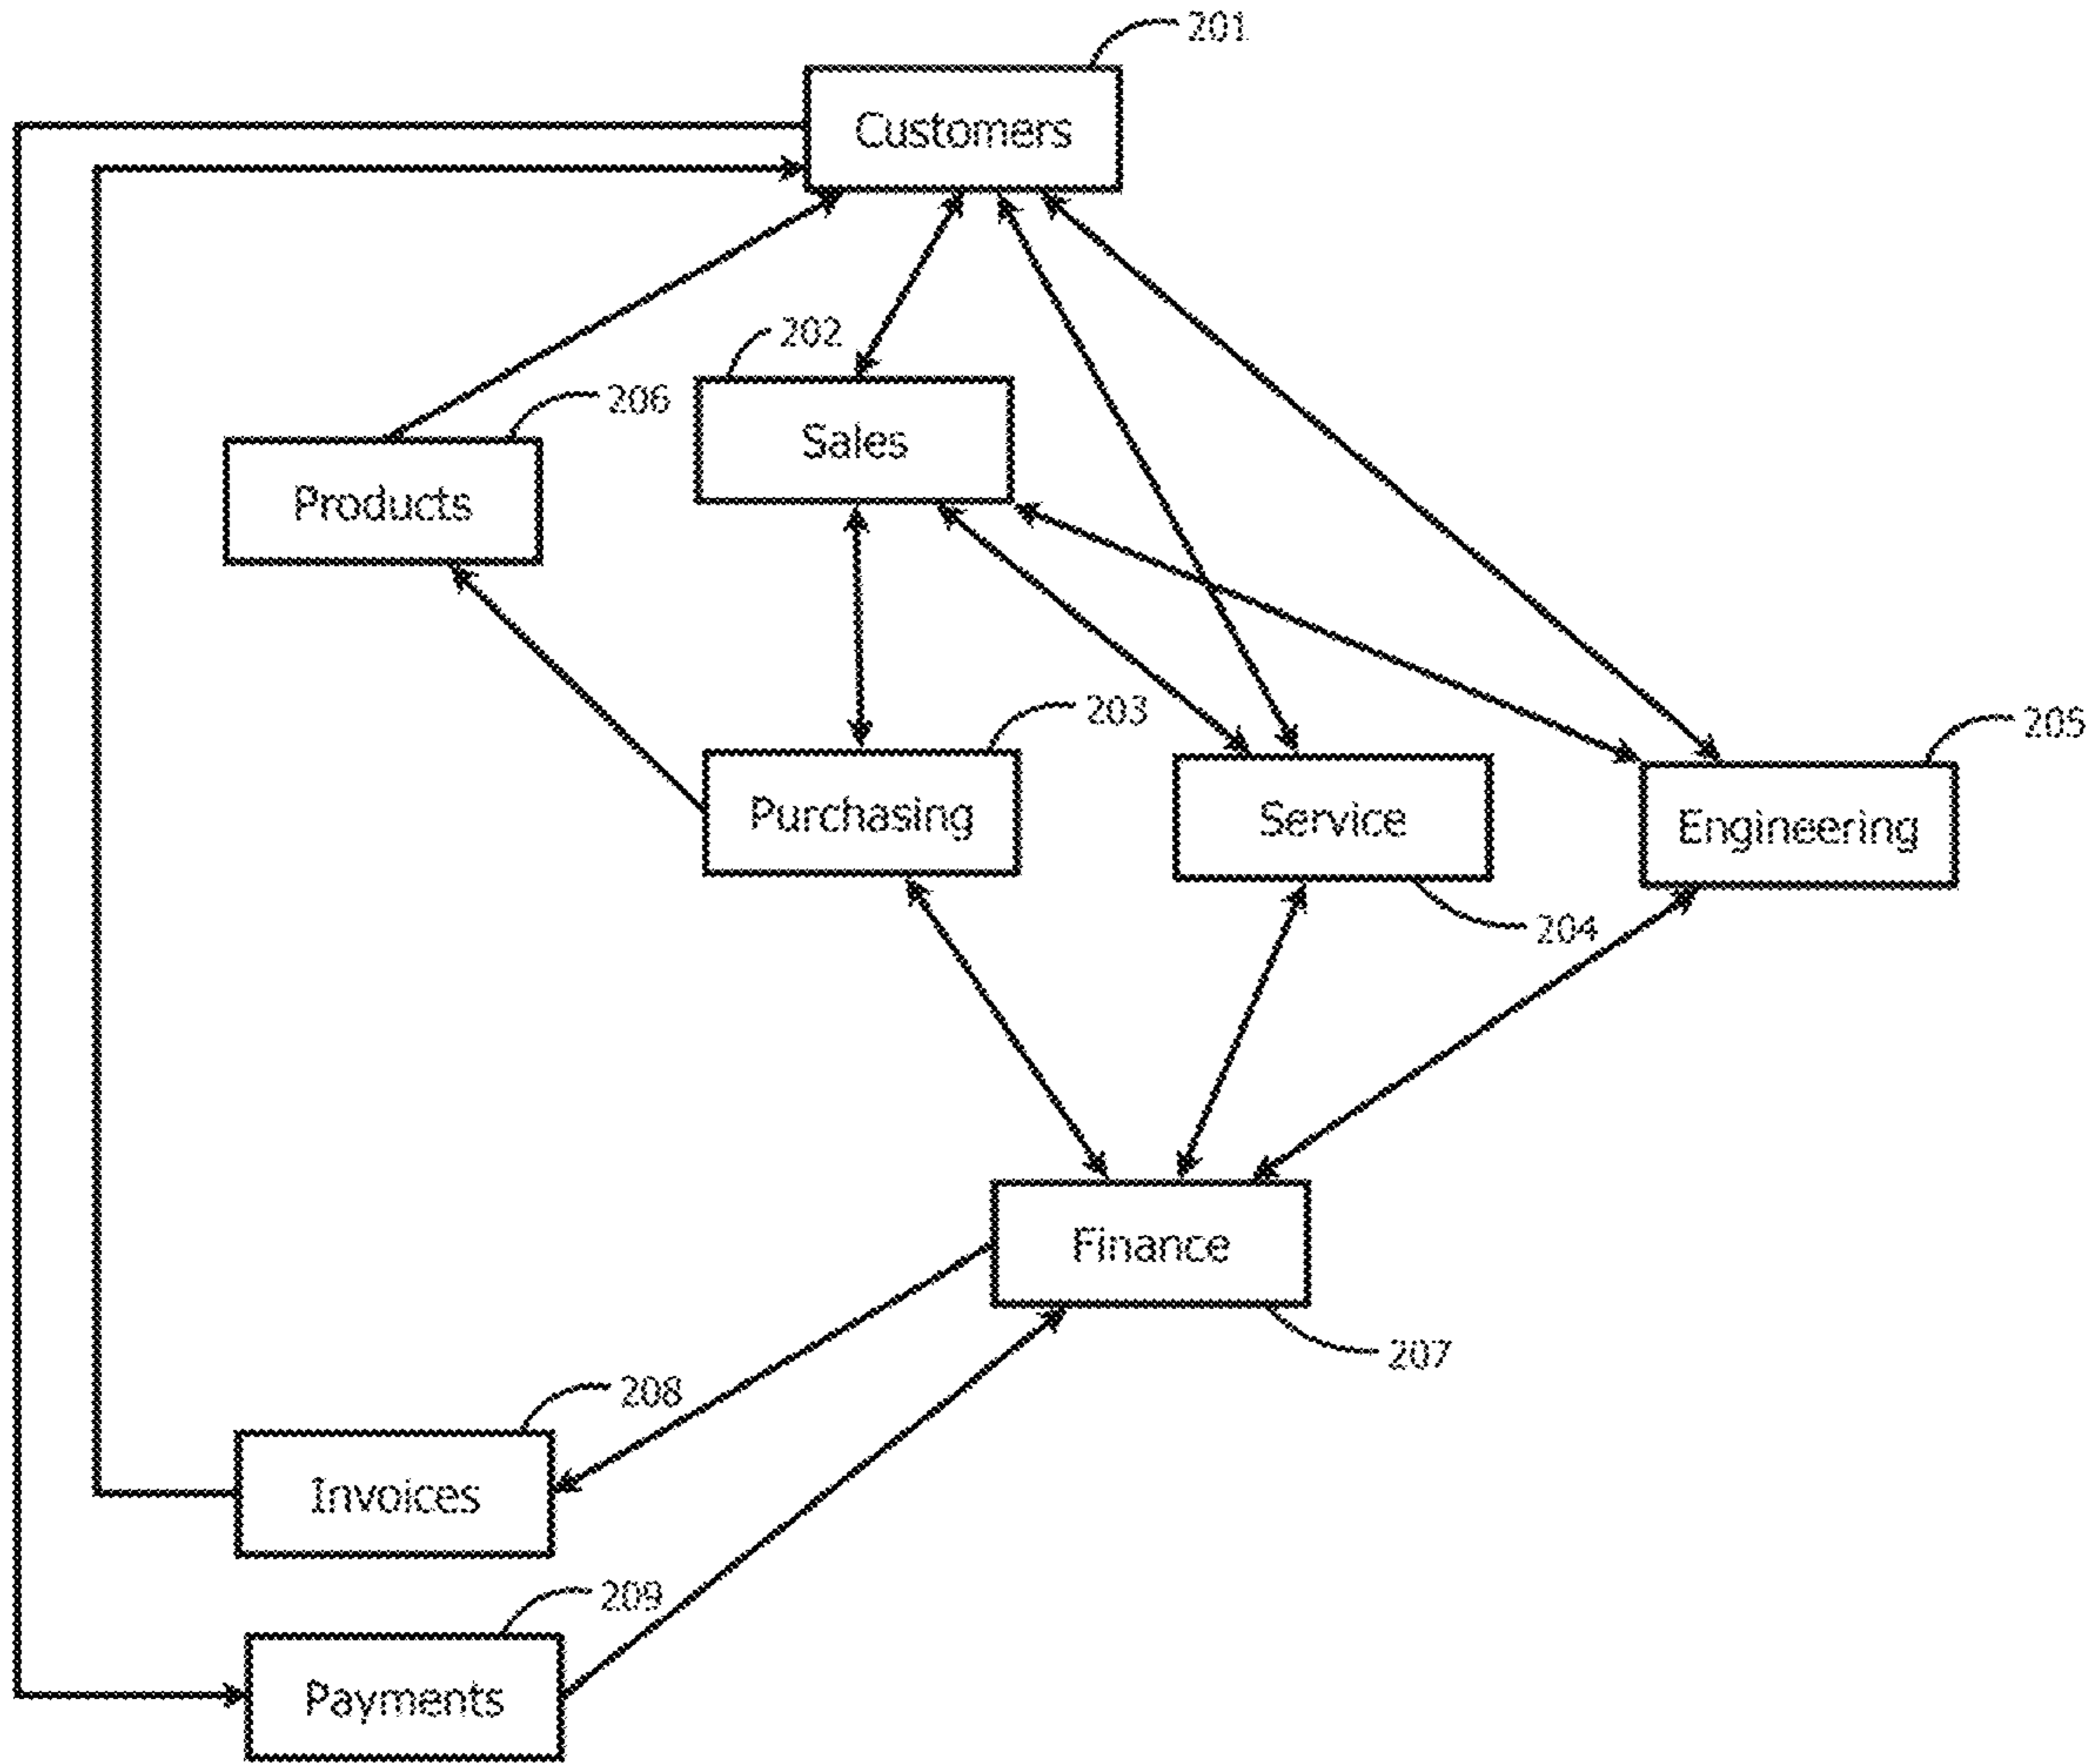 201
Customers
202
206
Sales
Products
203
205
Purchasing
Service
Engineering
204
Finance
207
208
Invoices
209
Payments